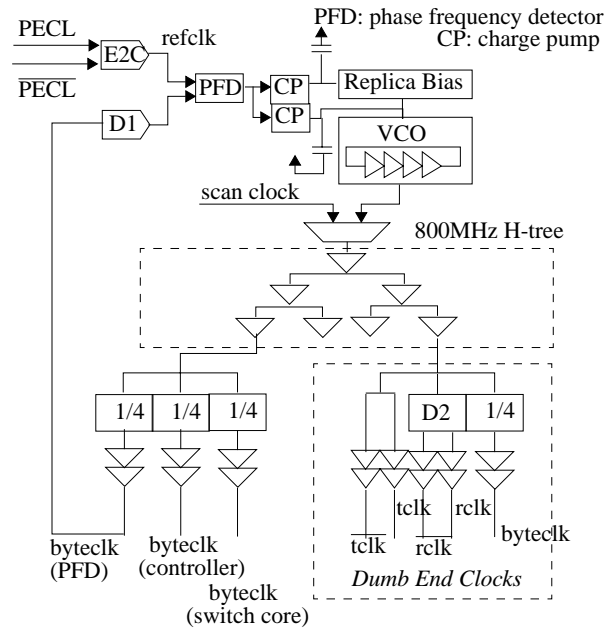 PFD: phase frequency detector
CP: charge pump
PECL
E2C
refclk
PECL
PFD
CP
CP
Replica Bias
D1
VCO
scan clock
800MHz H-tree
1/4
1/4
1/4
D2
1/4
tclk
rclk
byteclk
tclk
rclk
byteclk
(PFD)
byteclk
(controller)
byteclk
(switch core)
Dumb End Clocks